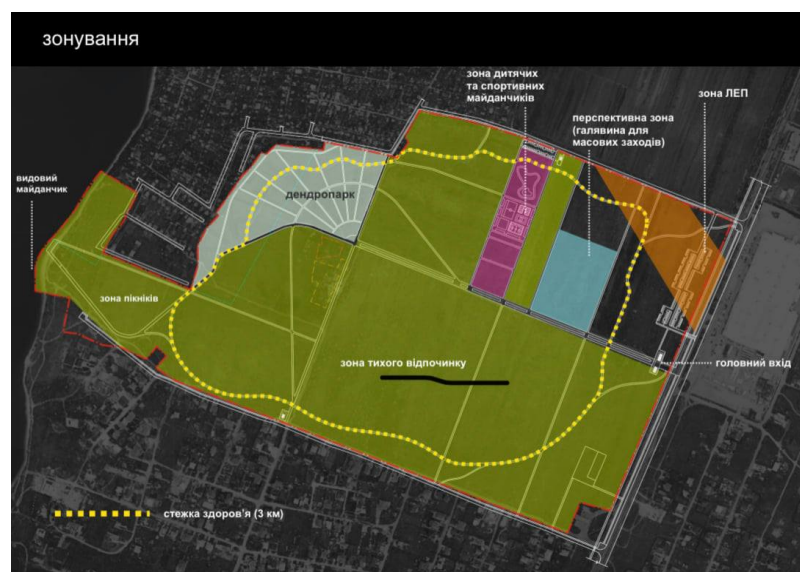 зонування
зона дитячих
та спортивних
майданчиків
зона ЛЕП
перспективна зона
(галявина для
масових заходів)
видовий
майданчик
дендропарк
зона пікніків
зона тихого відпочинку
головний вхід
стежка здоров'я (3 км)